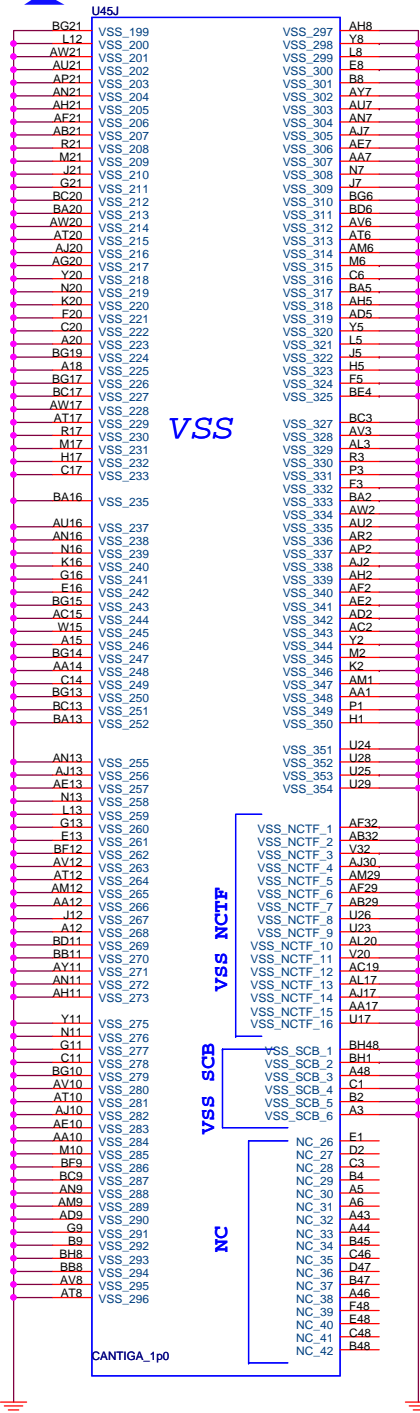 U45J
BG21 VSS_199
L12 VSS_200
AW21 VSS_201
AU21 VSS_202
AP21 VSS_203
AN21 VSS_204
AH21 VSS_205
AF21 VSS_206
AB21 VSS_207
R21 VSS_208
M21 VSS_209
J21 VSS_210
G21 VSS_211
BC20 VSS_212
BA20 VSS_213
AW20 VSS_214
AT20 VSS_215
AJ20 VSS_216
AG20 VSS_217
Y20 VSS_218
N20 VSS_219
K20 VSS_220
F20 VSS_221
C20 VSS_222
A20 VSS_223
BG19 VSS_224
A18 VSS_225
BG17 VSS_226
BC17 VSS_227
AW17 VSS_228
AT17 VSS_229
R17 VSS_230
M17 VSS_231
H17 VSS_232
C17 VSS_233
BA16 VSS_235
AU16 VSS_237
AN16 VSS_238
N16 VSS_239
K16 VSS_240
G16 VSS_241
E16 VSS_242
BG15 VSS_243
AC15 VSS_244
W15 VSS_245
A15 VSS_246
BG14 VSS_247
AA14 VSS_248
C14 VSS_249
BG13 VSS_250
BC13 VSS_251
BA13 VSS_252
AN13 VSS_255
AJ13 VSS_256
AE13 VSS_257
N13 VSS_258
L13 VSS_259
G13 VSS_260
E13 VSS_261
BF12 VSS_262
AV12 VSS_263
AT12 VSS_264
AM12 VSS_265
AA12 VSS_266
J12 VSS_267
A12 VSS_268
BD11 VSS_269
BB11 VSS_270
AY11 VSS_271
AN11 VSS_272
AH11 VSS_273
Y11 VSS_275
N11 VSS_276
G11 VSS_277
C11 VSS_278
BG10 VSS_279
AV10 VSS_280
AT10 VSS_281
AJ10 VSS_282
AE10 VSS_283
AA10 VSS_284
M10 VSS_285
BF9 VSS_286
BC9 VSS_287
AN9 VSS_288
AM9 VSS_289
AD9 VSS_290
G9 VSS_291
B9 VSS_292
BH8 VSS_293
BB8 VSS_294
AV8 VSS_295
AT8 VSS_296
VSS
VSS_297 AH8
VSS_298 Y8
VSS_299 L8
VSS_300 E8
VSS_301 B8
VSS_302 AY7
VSS_303 AU7
VSS_304 AN7
VSS_305 AJ7
VSS_306 AE7
VSS_307 AA7
VSS_308 N7
VSS_309 J7
VSS_310 BG6
VSS_311 BD6
VSS_312 AV6
VSS_313 AT6
VSS_314 AM6
VSS_315 M6
VSS_316 C6
VSS_317 BA5
VSS_318 AH5
VSS_319 AD5
VSS_320 Y5
VSS_321 L5
VSS_322 J5
VSS_323 H5
VSS_324 F5
VSS_325 BE4
VSS_327 BC3
VSS_328 AV3
VSS_329 AL3
VSS_330 R3
VSS_331 P3
VSS_332 F3
VSS_333 BA2
VSS_334 AW2
VSS_335 AU2
VSS_336 AR2
VSS_337 AP2
VSS_338 AJ2
VSS_339 AH2
VSS_340 AF2
VSS_341 AE2
VSS_342 AD2
VSS_343 AC2
VSS_344 Y2
VSS_345 M2
VSS_346 K2
VSS_347 AM1
VSS_348 AA1
VSS_349 P1
VSS_350 H1
VSS_351 U24
VSS_352 U28
VSS_353 U25
VSS_354 U29
VSS NCTF
VSS_NCTF_1 AF32
VSS_NCTF_2 AB32
VSS_NCTF_3 V32
VSS_NCTF_4 AJ30
VSS_NCTF_5 AM29
VSS_NCTF_6 AF29
VSS_NCTF_7 AB29
VSS_NCTF_8 U26
VSS_NCTF_9 U23
VSS_NCTF_10 AL20
VSS_NCTF_11 V20
VSS_NCTF_12 AC19
VSS_NCTF_13 AL17
VSS_NCTF_14 AJ17
VSS_NCTF_15 AA17
VSS_NCTF_16 U17
VSS SCB
VSS_SCB_1 BH48
VSS_SCB_2 BH1
VSS_SCB_3 A48
VSS_SCB_4 C1
VSS_SCB_5 B2
VSS_SCB_6 A3
NC
NC_26 E1
NC_27 D2
NC_28 C3
NC_29 B4
NC_30 A5
NC_31 A6
NC_32 A43
NC_33 A44
NC_34 B45
NC_35 C46
NC_36 D47
NC_37 B47
NC_38 A46
NC_39 F48
NC_40 E48
NC_41 C48
NC_42 B48
CANTIGA_1p0